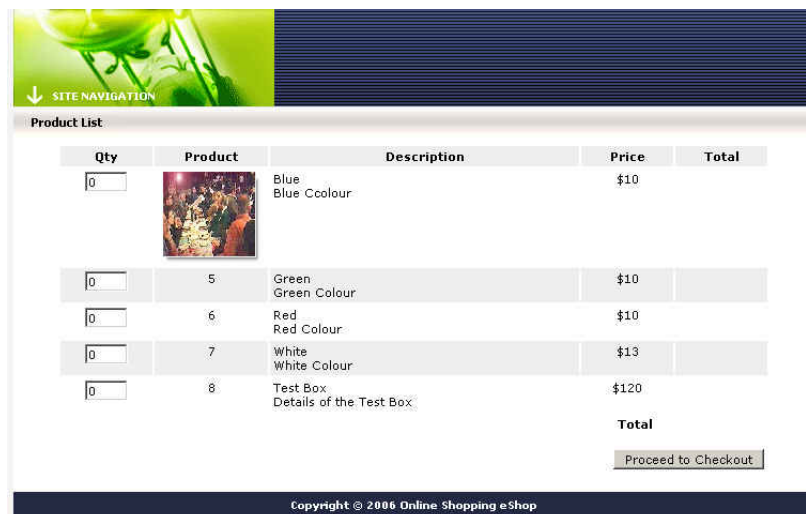 SITE NAVIGATION
Product List
Qty Product Description Price Total
0 Blue $10
Blue Ccolour
0 5 Green $10
Green Colour
0 6 Red $10
Red Colour
0 7 White $13
White Colour
0 8 Test Box $120
Details of the Test Box
Total
Proceed to Checkout
Copyright © 2006 Online Shopping eShop